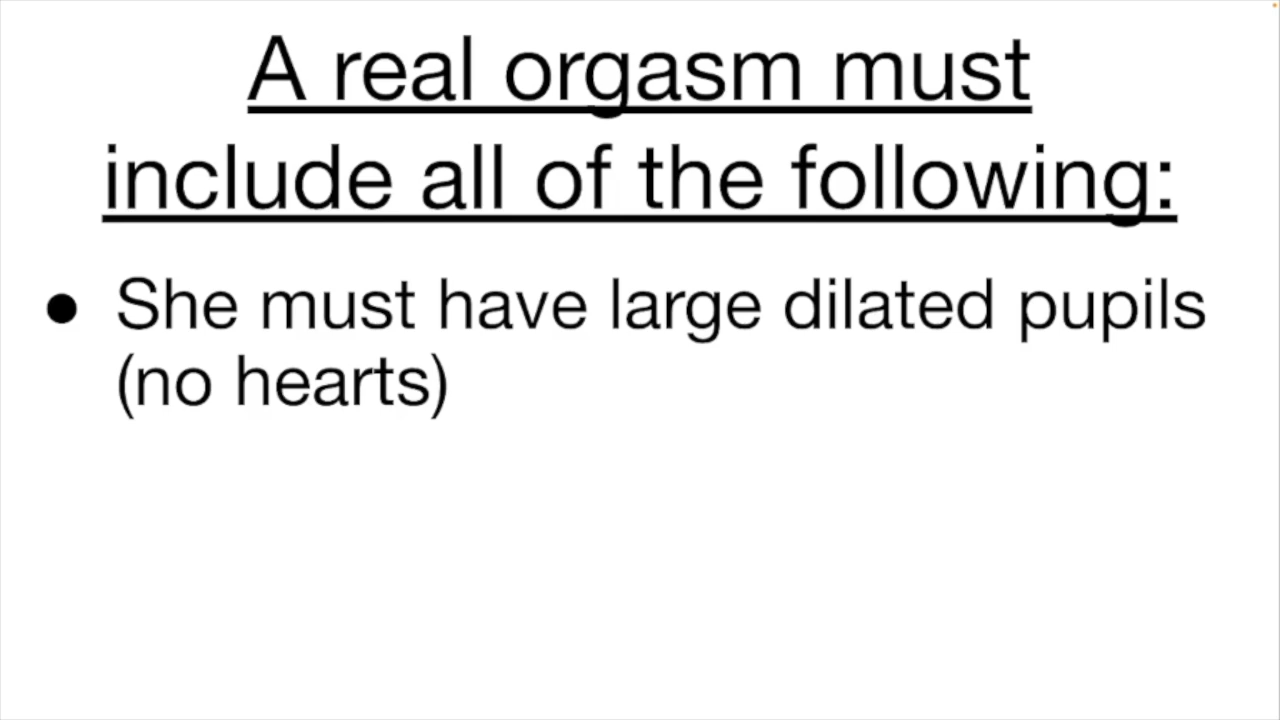 A real orgasm must
include all of the following:
● She must have large dilated pupils
(no hearts)